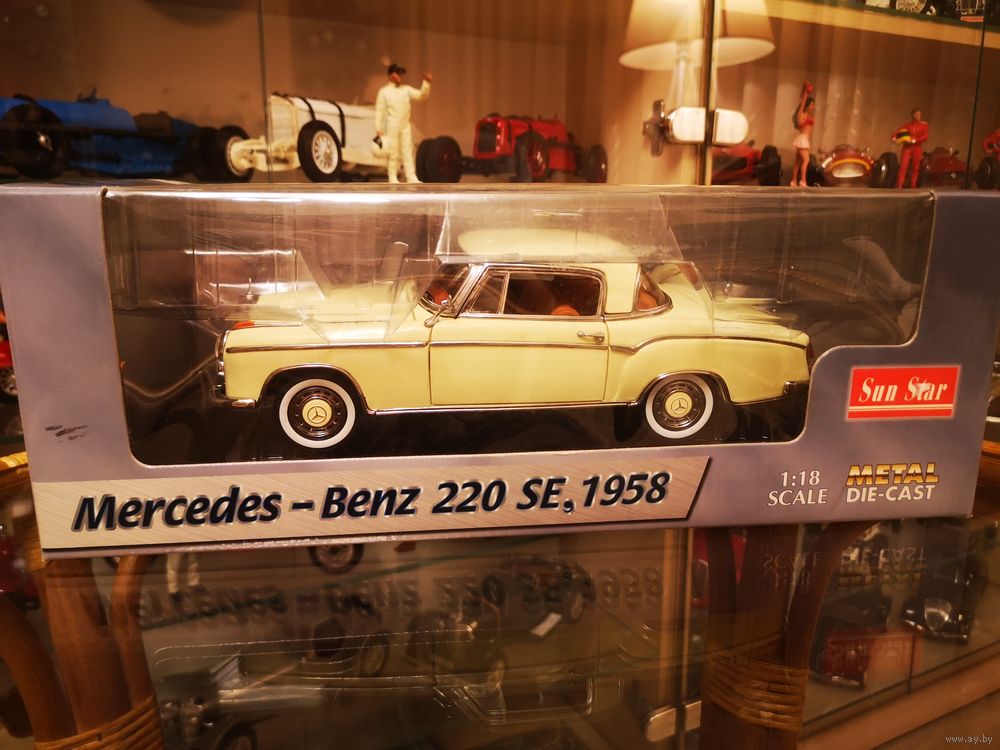 Sun Star
1:18
SCALE
METAL
DIE-CAST
Mercedes – Benz 220 SE, 1958
www.ay.by